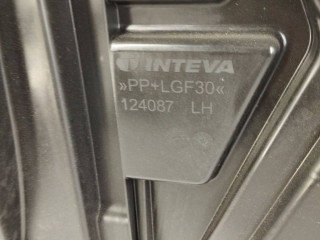 INTEVA
»PP+LGF30«
124087 LH